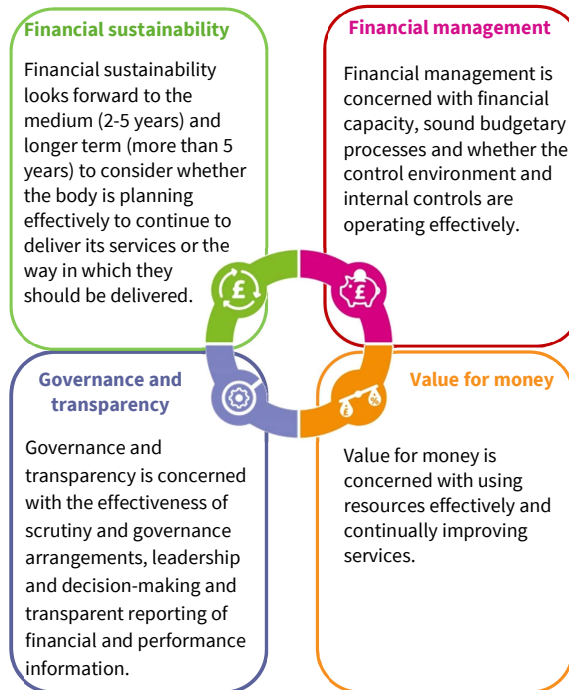 Financial sustainability
Financial sustainability
looks forward to the
medium (2-5 years) and
longer term (more than 5
years) to consider whether
the body is planning
effectively to continue to
deliver its services or the
way in which they
should be delivered.
Financial management
Financial management is
concerned with financial
capacity, sound budgetary
processes and whether the
control environment and
internal controls are
operating effectively.
£
£
Governance and
transparency
Governance and
transparency is concerned
with the effectiveness of
scrutiny and governance
arrangements, leadership
and decision-making and
transparent reporting of
financial and performance
information.
£
%
Value for money
Value for money is
concerned with using
resources effectively and
continually improving
services.